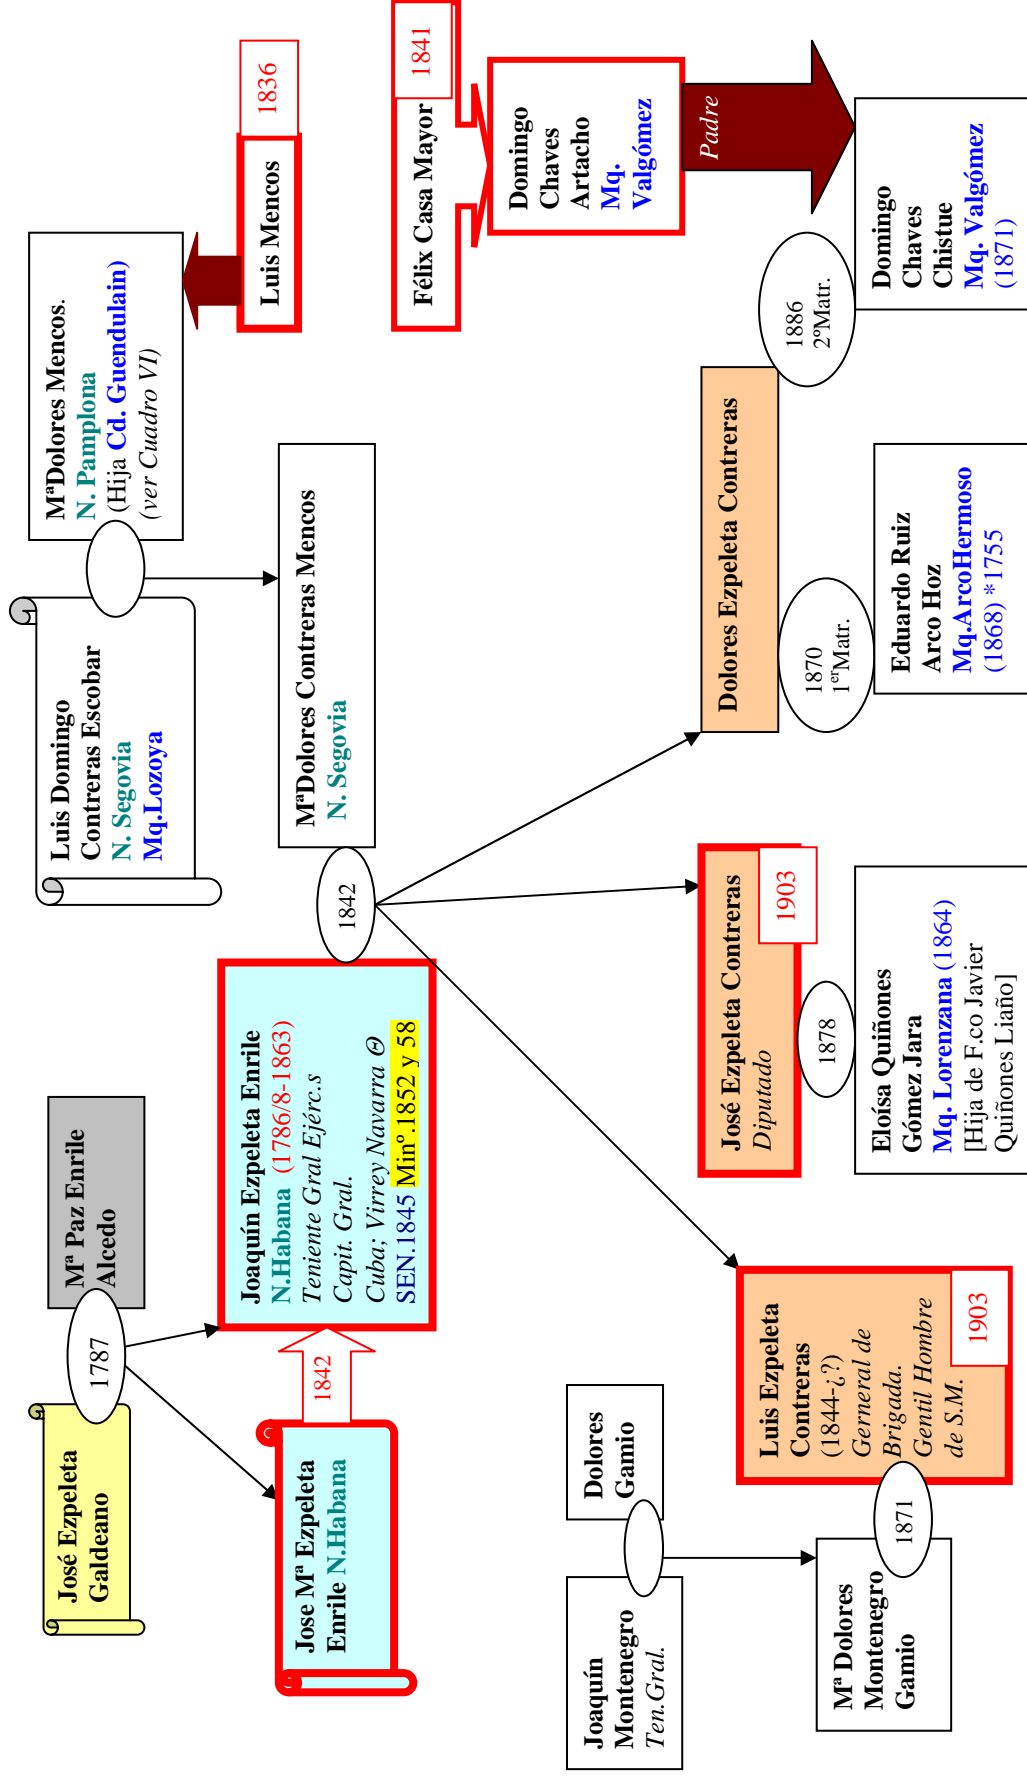 José Ezpeleta
Galdeano
1787
Mª Paz Enrile
Alcedo
Luis Domingo
Contreras Escobar
N. Segovia
Mq.Lozoya
MªDolores Mencos.
N. Pamplona
(Hija Cd. Guendulain)
(ver Cuadro VI)
Luis Mencos
1836
Jose Mª Ezpeleta
Enrile N.Habana
1842
Joaquín Ezpeleta Enrile
N.Habana (1786/8-1863)
Teniente Gral Ejérc.s
Capit. Gral.
Cuba; Virrey Navarra Θ
SEN.1845 Minº.1852 y 58
1842
MªDolores Contreras Mencos
N. Segovia
Félix Casa Mayor
1841
Domingo
Chaves
Artacho
Mq.
Valgómez
Padre
Joaquín
Montenegro
Ten.Gral.
Dolores
Gamio
Mª Dolores
Montenegro
Gamio
1871
Luis Ezpeleta
Contreras
(1844-¿?)
Gerneral de
Brigada.
Gentil Hombre
de S.M.
1903
José Ezpeleta Contreras
Diputado
1903
1878
Eloísa Quiñones
Gómez Jara
Mq. Lorenzana (1864)
[Hija de F.co Javier
Quiñones Liaño]
Dolores Ezpeleta Contreras
1870
1erMatr.
Eduardo Ruiz
Arco Hoz
Mq.ArcoHermoso
(1868) *1755
1886
2ºMatr.
Domingo
Chaves
Chistue
Mq. Valgómez
(1871)